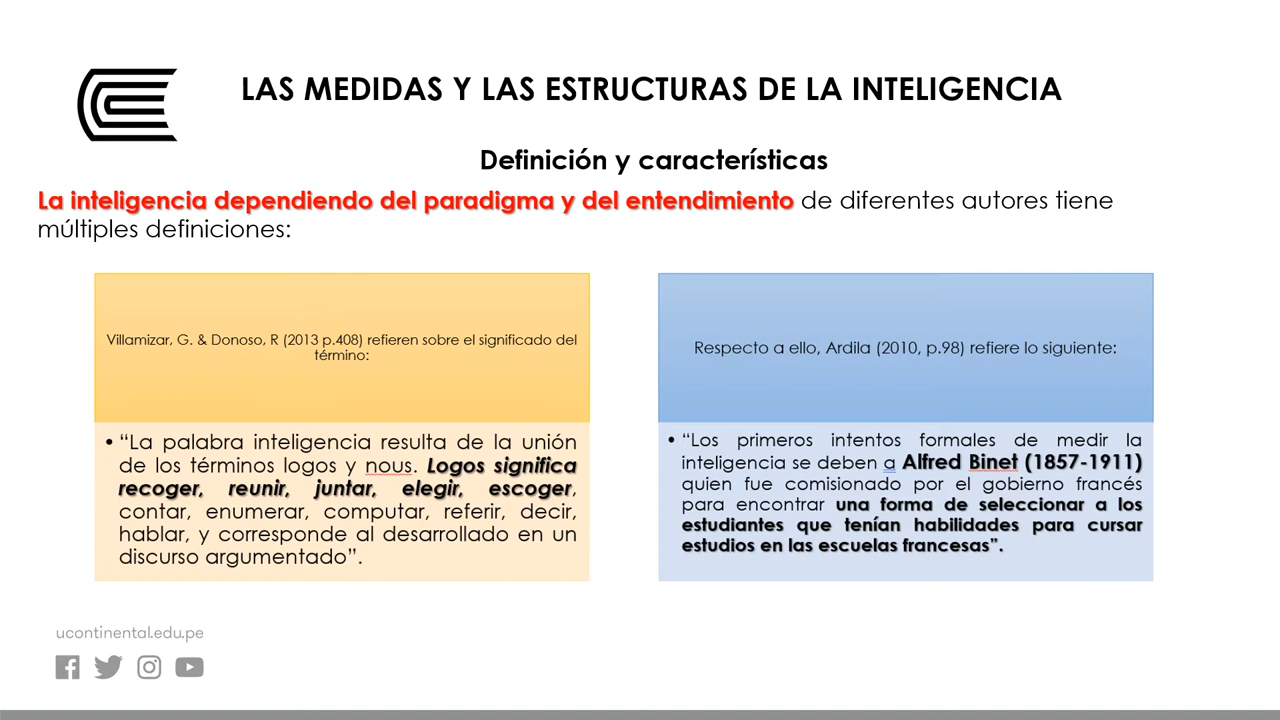 LAS MEDIDAS Y LAS ESTRUCTURAS DE LA INTELIGENCIA
Definición y características
La inteligencia dependiendo del paradigma y del entendimiento de diferentes autores tiene
múltiples definiciones:
Villamizar, G. & Donoso, R (2013 p.408) refieren sobre el significado del
término:
• “La palabra inteligencia resulta de la unión
de los términos logos y nous. Logos significa
recoger, reunir, juntar, elegir, escoger,
contar, enumerar, computar, referir, decir,
hablar, y corresponde al desarrollado en un
discurso argumentado”.
Respecto a ello, Ardila (2010, p.98) refiere lo siguiente:
• “Los primeros intentos formales de medir la
inteligencia se deben a Alfred Binet (1857-1911)
quien fue comisionado por el gobierno francés
para encontrar una forma de seleccionar a los
estudiantes que tenían habilidades para cursar
estudios en las escuelas francesas”.
ucontinental.edu.pe